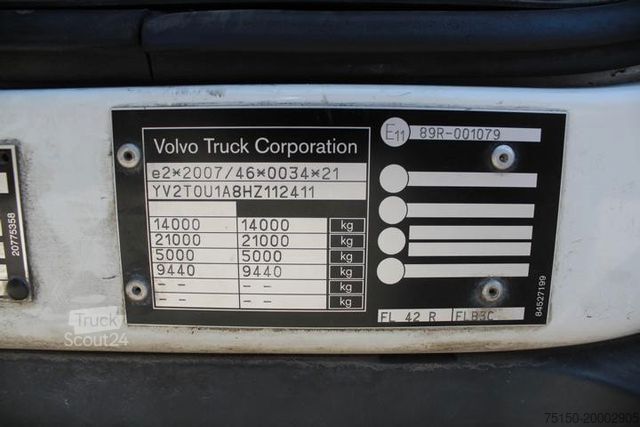 Volvo Truck Corporation
e2*2007/46*0034*21
YV2T0U1A8HZ112411
14000 14000 kg
21000 21000 kg
5000 5000 kg
9440 9440 kg
-- -- kg
-- -- kg
E11 89R-001079
FL 42 R FLB3C
84527199
20775358
Truck
Scout24
75150-20002905